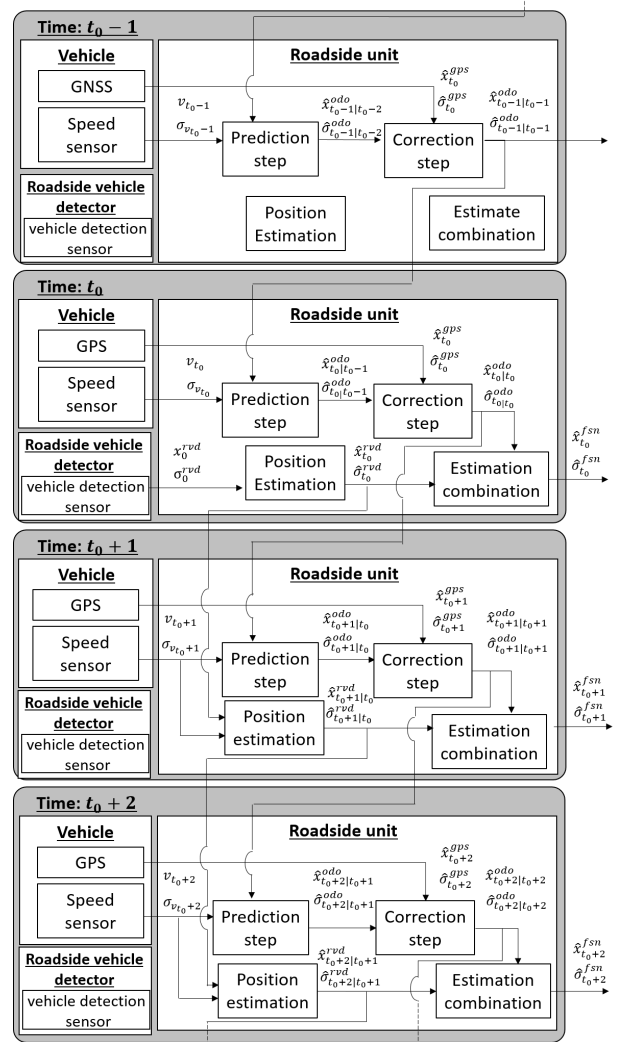 Time: t₀ − 1
Vehicle
GNSS
Speed
sensor
Roadside vehicle
detector
vehicle detection
sensor
Roadside unit
v_{t₀−1}
σ_{v_{t₀}−1}
Prediction
step
x̂^{odo}_{t₀−1|t₀−2}
σ̂^{odo}_{t₀−1|t₀−2}
x̂^{gps}_{t₀}
σ̂^{gps}_{t₀}
Correction
step
x̂^{odo}_{t₀−1|t₀−1}
σ̂^{odo}_{t₀−1|t₀−1}
Position
Estimation
Estimate
combination
Time: t₀
Vehicle
GPS
Speed
sensor
Roadside vehicle
detector
vehicle detection
sensor
Roadside unit
v_{t₀}
σ_{v_{t₀}}
Prediction
step
x̂^{odo}_{t₀|t₀−1}
σ̂^{odo}_{t₀|t₀−1}
x̂^{gps}_{t₀}
σ̂^{gps}_{t₀}
Correction
step
x̂^{odo}_{t₀|t₀}
σ̂^{odo}_{t₀|t₀}
x^{rvd}_{0}
σ^{rvd}_{0}
Position
Estimation
x̂^{rvd}_{t₀}
σ̂^{rvd}_{t₀}
Estimation
combination
x̂^{fsn}_{t₀}
σ̂^{fsn}_{t₀}
Time: t₀ + 1
Vehicle
GPS
Speed
sensor
Roadside vehicle
detector
vehicle detection
sensor
Roadside unit
v_{t₀+1}
σ_{v_{t₀}+1}
Prediction
step
x̂^{odo}_{t₀+1|t₀}
σ̂^{odo}_{t₀+1|t₀}
x̂^{gps}_{t₀+1}
σ̂^{gps}_{t₀+1}
Correction
step
x̂^{odo}_{t₀+1|t₀+1}
σ̂^{odo}_{t₀+1|t₀+1}
Position
estimation
x̂^{rvd}_{t₀+1|t₀}
σ̂^{rvd}_{t₀+1|t₀}
Estimation
combination
x̂^{fsn}_{t₀+1}
σ̂^{fsn}_{t₀+1}
Time: t₀ + 2
Vehicle
GPS
Speed
sensor
Roadside vehicle
detector
vehicle detection
sensor
Roadside unit
v_{t₀+2}
σ_{v_{t₀}+2}
Prediction
step
x̂^{odo}_{t₀+2|t₀+1}
σ̂^{odo}_{t₀+2|t₀+1}
x̂^{gps}_{t₀+2}
σ̂^{gps}_{t₀+2}
Correction
step
x̂^{odo}_{t₀+2|t₀+2}
σ̂^{odo}_{t₀+2|t₀+2}
Position
estimation
x̂^{rvd}_{t₀+2|t₀+1}
σ̂^{rvd}_{t₀+2|t₀+1}
Estimation
combination
x̂^{fsn}_{t₀+2}
σ̂^{fsn}_{t₀+2}